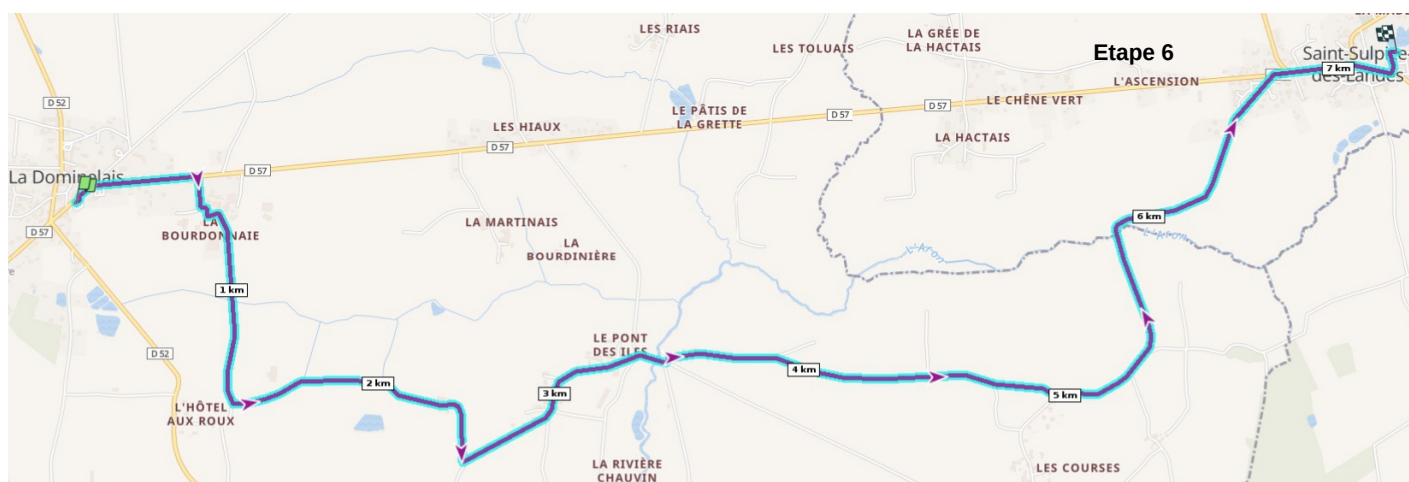 LES RIAIS
LA GRÉE DE
LA HACTAIS
Etape 6
LES TOLUAIS
Saint-Sulpice-
des-Landes
7 km
L'ASCENSION
D 52
LE CHÊNE VERT
LE PÂTIS DE
LA GRETTE
D 57
D 57
LES HIAUX
LA HACTAIS
D 57
D 57
La Dominelais
LA
BOURDONNAIE
LA MARTINAIS
6 km
D 57
L'Aron
LA
BOURDINIÈRE
L'Aron
1 km
LE PONT
DES ILES
D 52
4 km
2 km
3 km
5 km
L'HÔTEL
AUX ROUX
LA RIVIÈRE
CHAUVIN
LES COURSES